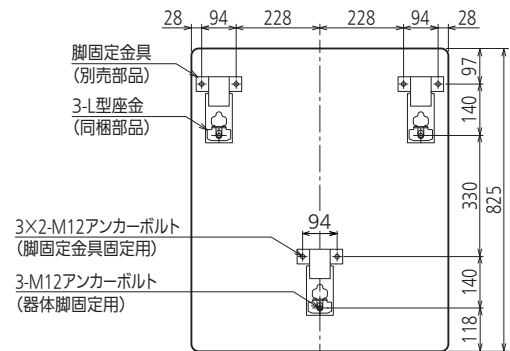 28 94 228 228 94 28
脚固定金具
(別売部品)
3-L型座金
(同梱部品)
97
140
330
825
94
3×2-M12アンカーボルト
(脚固定金具固定用)
3-M12アンカーボルト
(器体脚固定用)
140
118